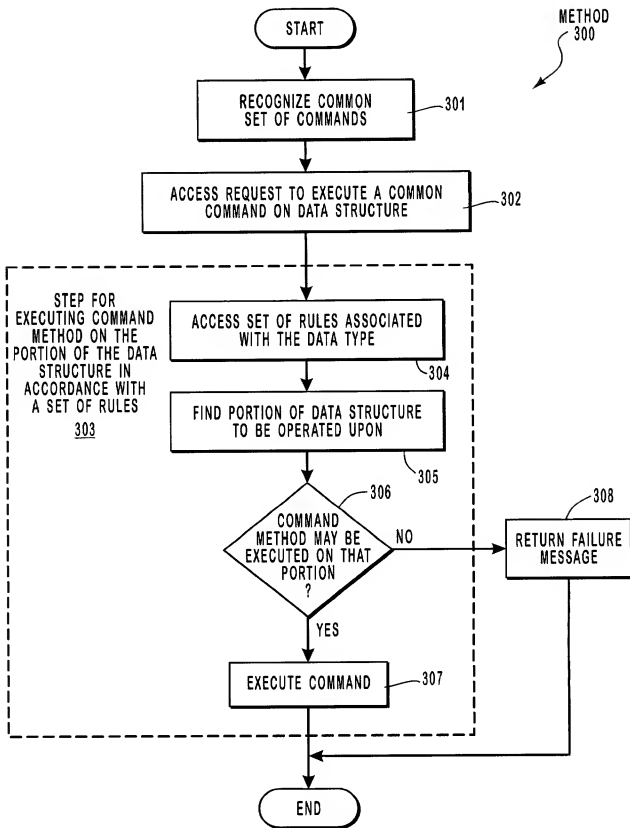 METHOD
300
START
RECOGNIZE COMMON
SET OF COMMANDS
301
ACCESS REQUEST TO EXECUTE A COMMON
COMMAND ON DATA STRUCTURE
302
STEP FOR
EXECUTING COMMAND
METHOD ON THE
PORTION OF THE DATA
STRUCTURE IN
ACCORDANCE WITH
A SET OF RULES
303
ACCESS SET OF RULES ASSOCIATED
WITH THE DATA TYPE
304
FIND PORTION OF DATA STRUCTURE
TO BE OPERATED UPON
305
306
COMMAND
METHOD MAY BE
EXECUTED ON THAT
PORTION
?
NO
308
RETURN FAILURE
MESSAGE
YES
EXECUTE COMMAND
307
END